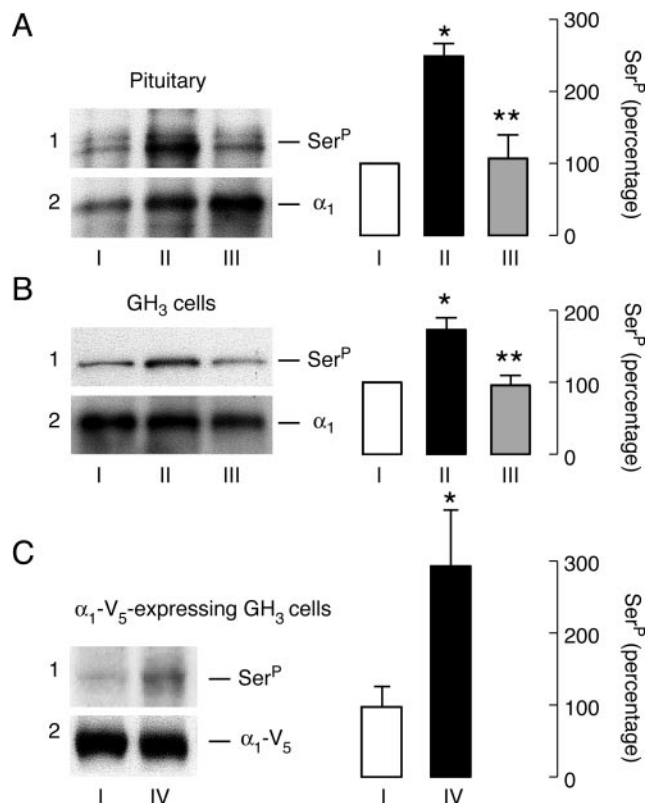 A
Pituitary
1
Ser^P
2
α₁
I II III
*
**
I II III
300
200
100
0
Ser^P (percentage)
B
GH₃ cells
1
Ser^P
2
α₁
I II III
*
**
I II III
200
100
0
Ser^P (percentage)
C
α₁-V₅-expressing GH₃ cells
1
Ser^P
2
α₁-V₅
I IV
*
I IV
300
200
100
0
Ser^P (percentage)